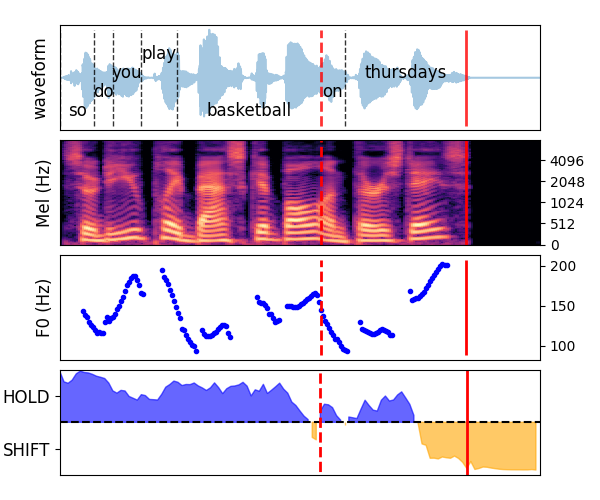 waveform
so
do
you
play
basketball
on
thursdays
Mel (Hz)
4096
2048
1024
512
0
F0 (Hz)
200
150
100
HOLD
SHIFT